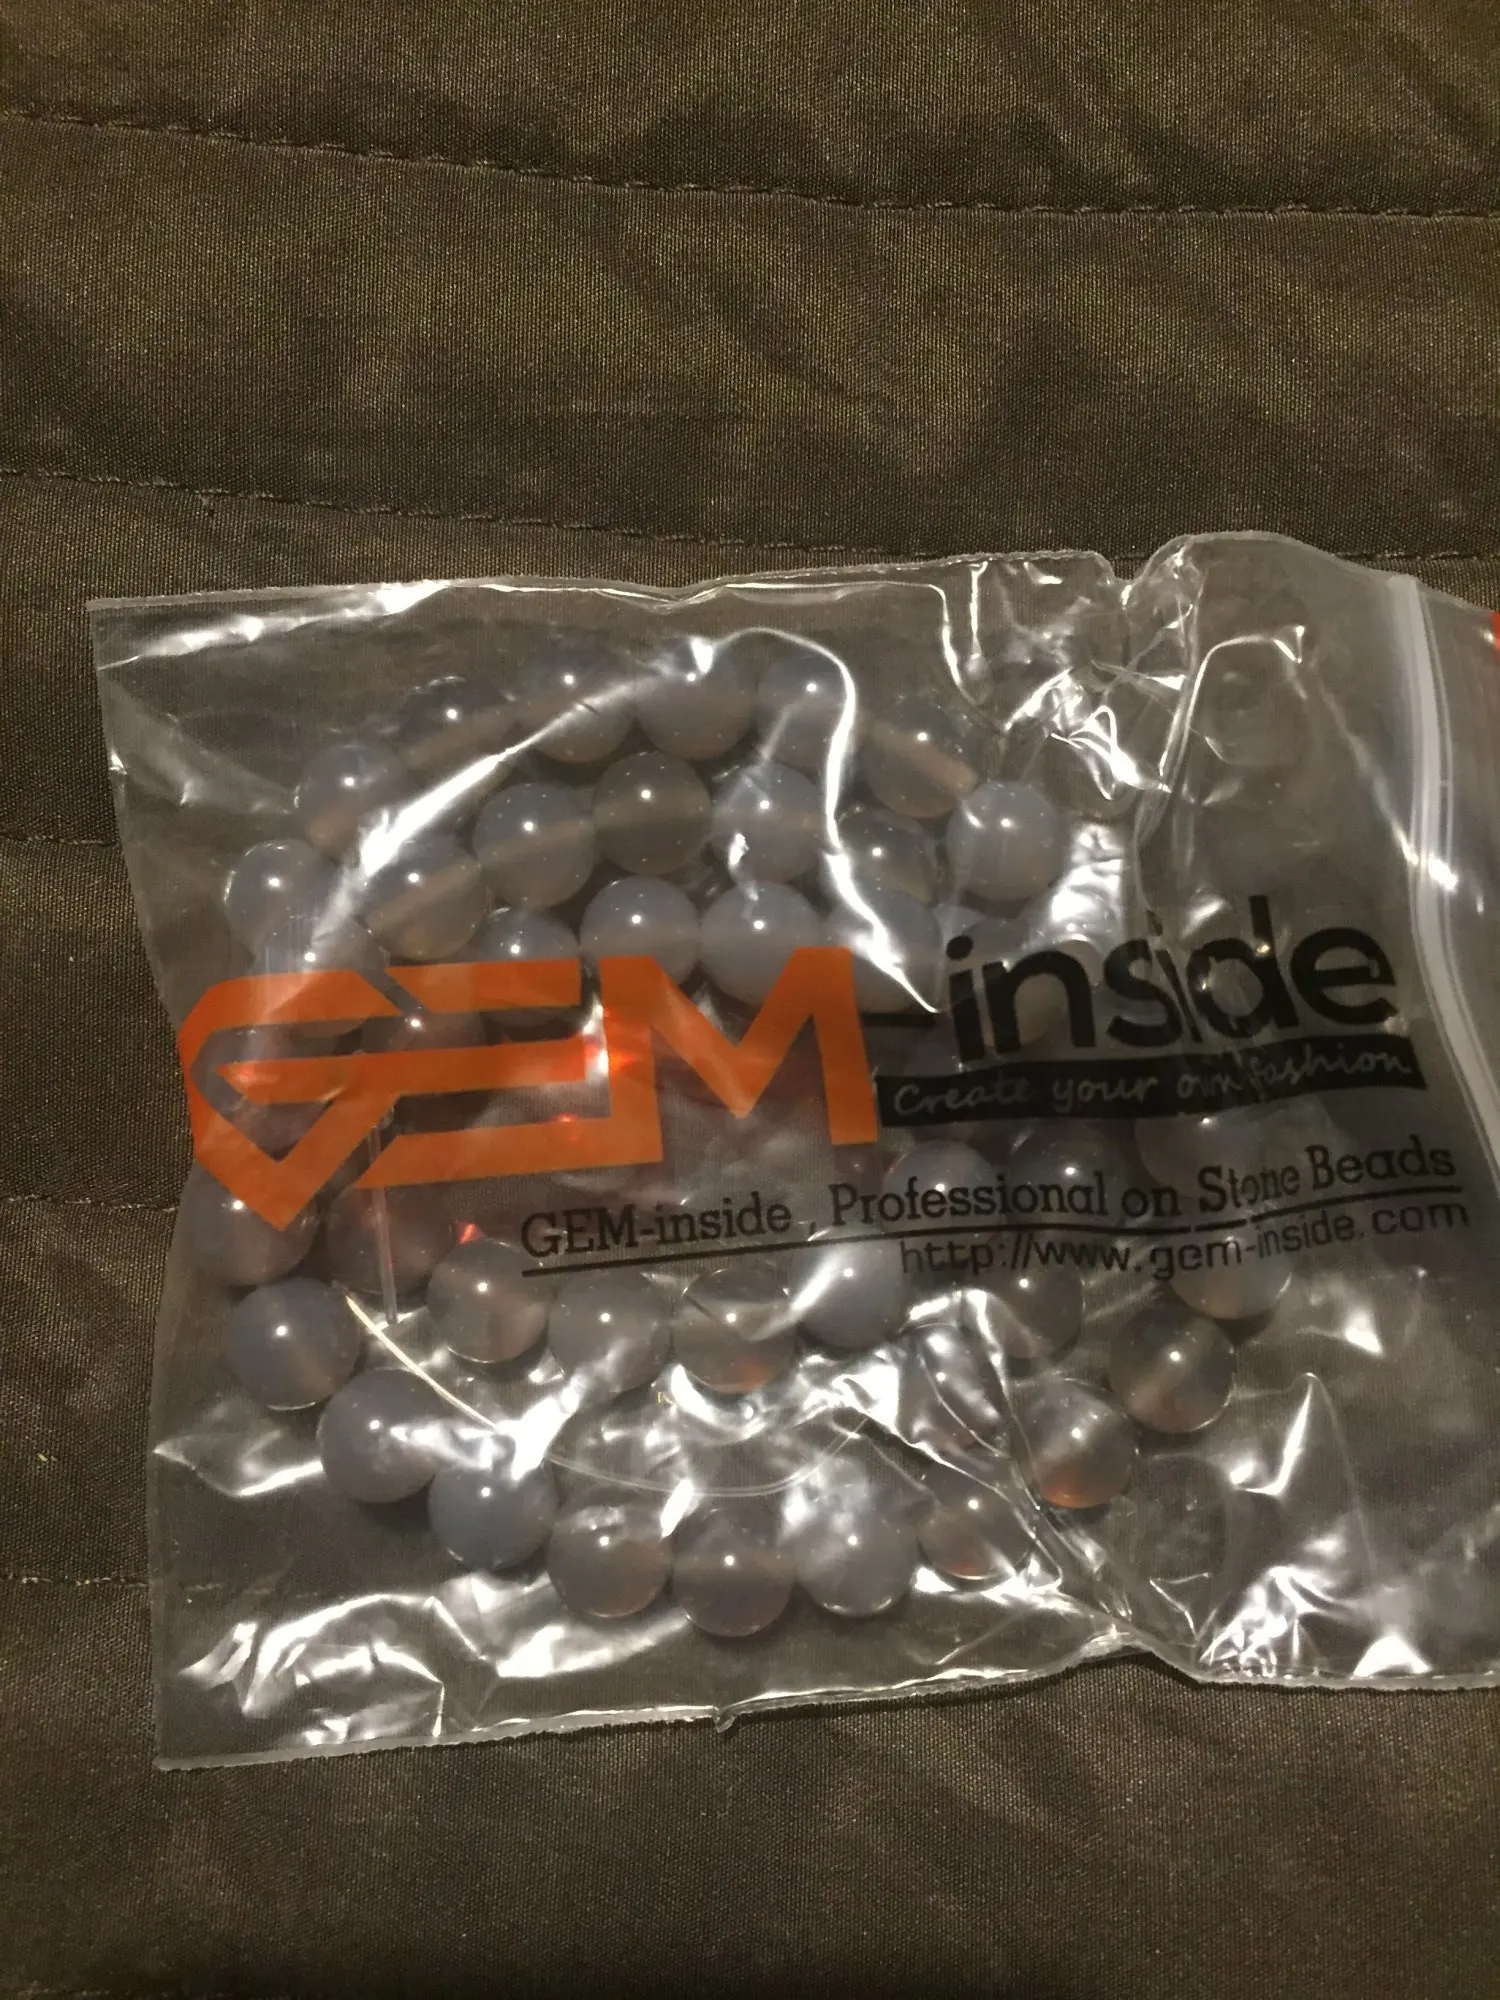 GEM-inside
Create your own fashion
GEM-inside, Professional on Stone Beads
http://www.gem-inside.com